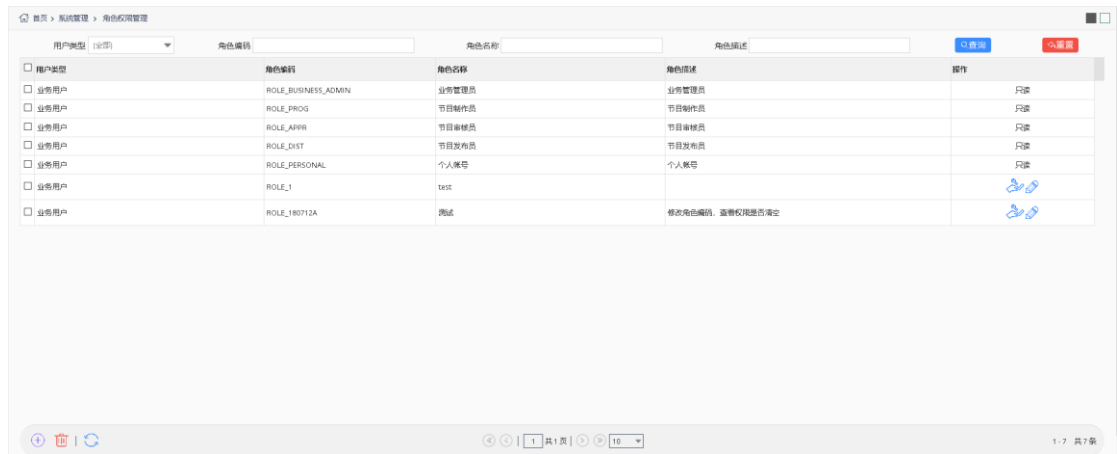 首页 > 系统管理 > 角色权限管理
用户类型 (全部) 角色编码 角色名称 角色描述 查询 重置
用户类型 角色编码 角色名称 角色描述 操作
业务用户 ROLE_BUSINESS_ADMIN 业务管理员 业务管理员 只读
业务用户 ROLE_PROG 节目制作员 节目制作员 只读
业务用户 ROLE_APPR 节目审核员 节目审核员 只读
业务用户 ROLE_DIST 节目发布员 节目发布员 只读
业务用户 ROLE_PERSONAL 个人帐号 个人帐号 只读
业务用户 ROLE_1 test
业务用户 ROLE_180712A 测试 修改角色编码，查看权限是否清空
1 共1页 10 1-7 共7条